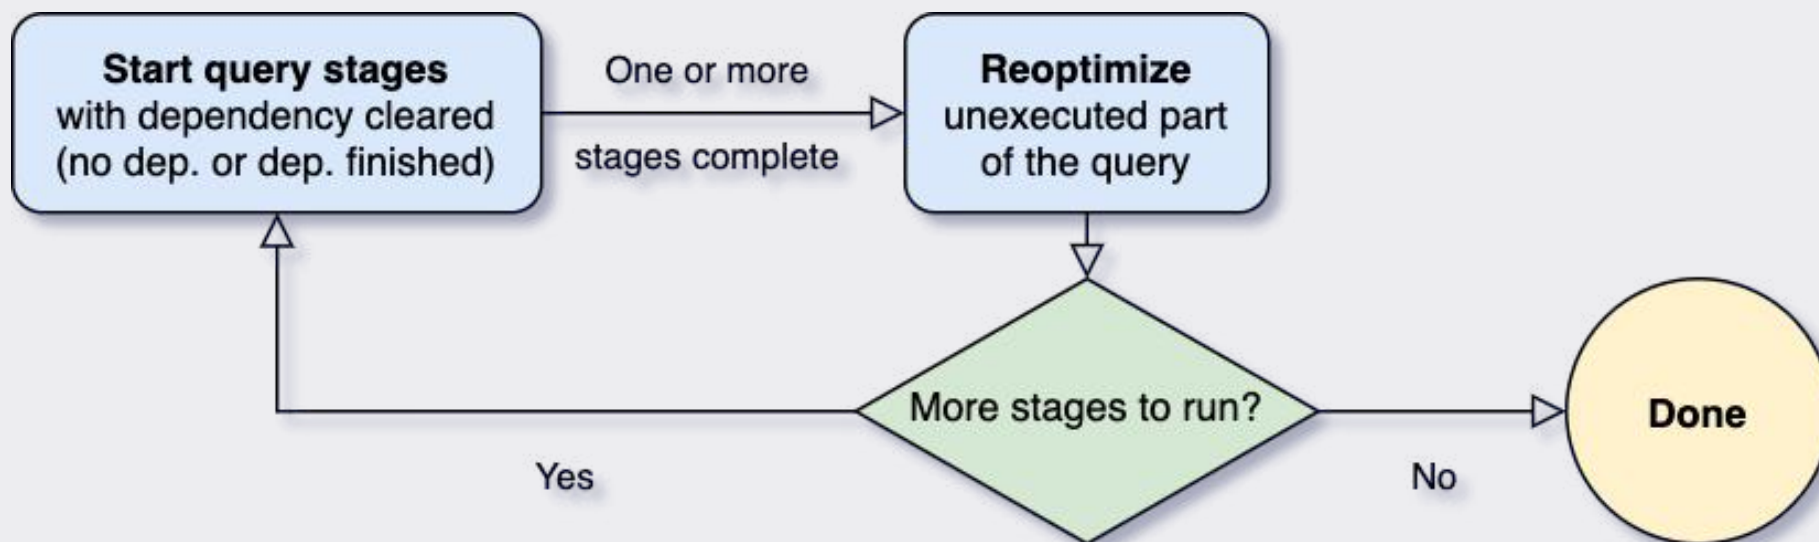 Start query stages
with dependency cleared
(no dep. or dep. finished)
One or more
stages complete
Reoptimize
unexecuted part
of the query
More stages to run?
Yes
No
Done